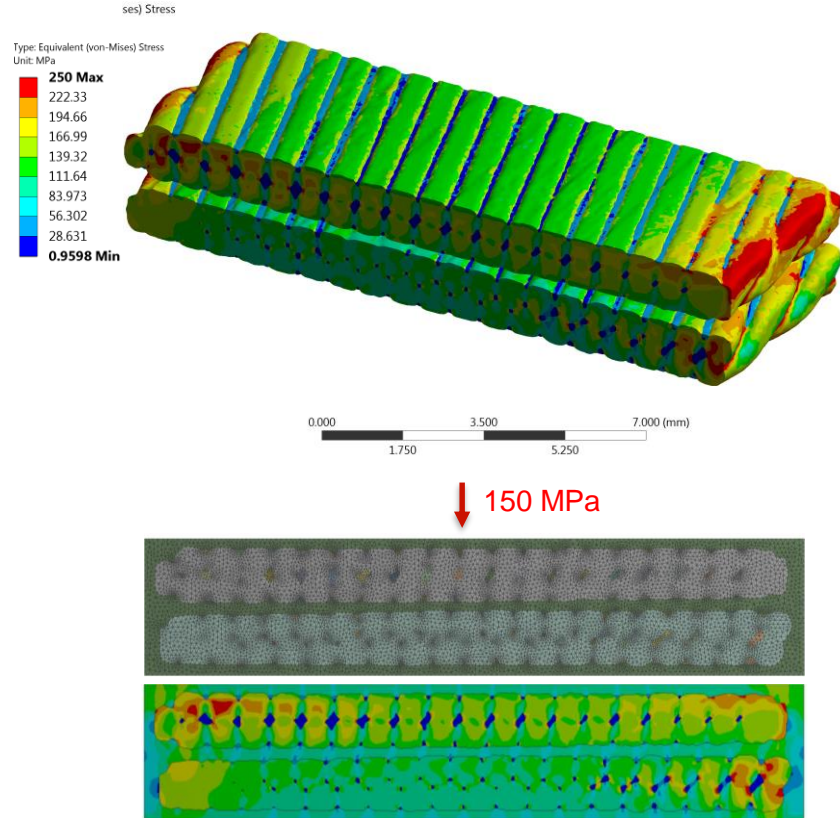 ses) Stress
Type: Equivalent (von-Mises) Stress
Unit: MPa
250 Max
222.33
194.66
166.99
139.32
111.64
83.973
56.302
28.631
0.9598 Min
0.000 3.500 7.000 (mm)
1.750 5.250
150 MPa